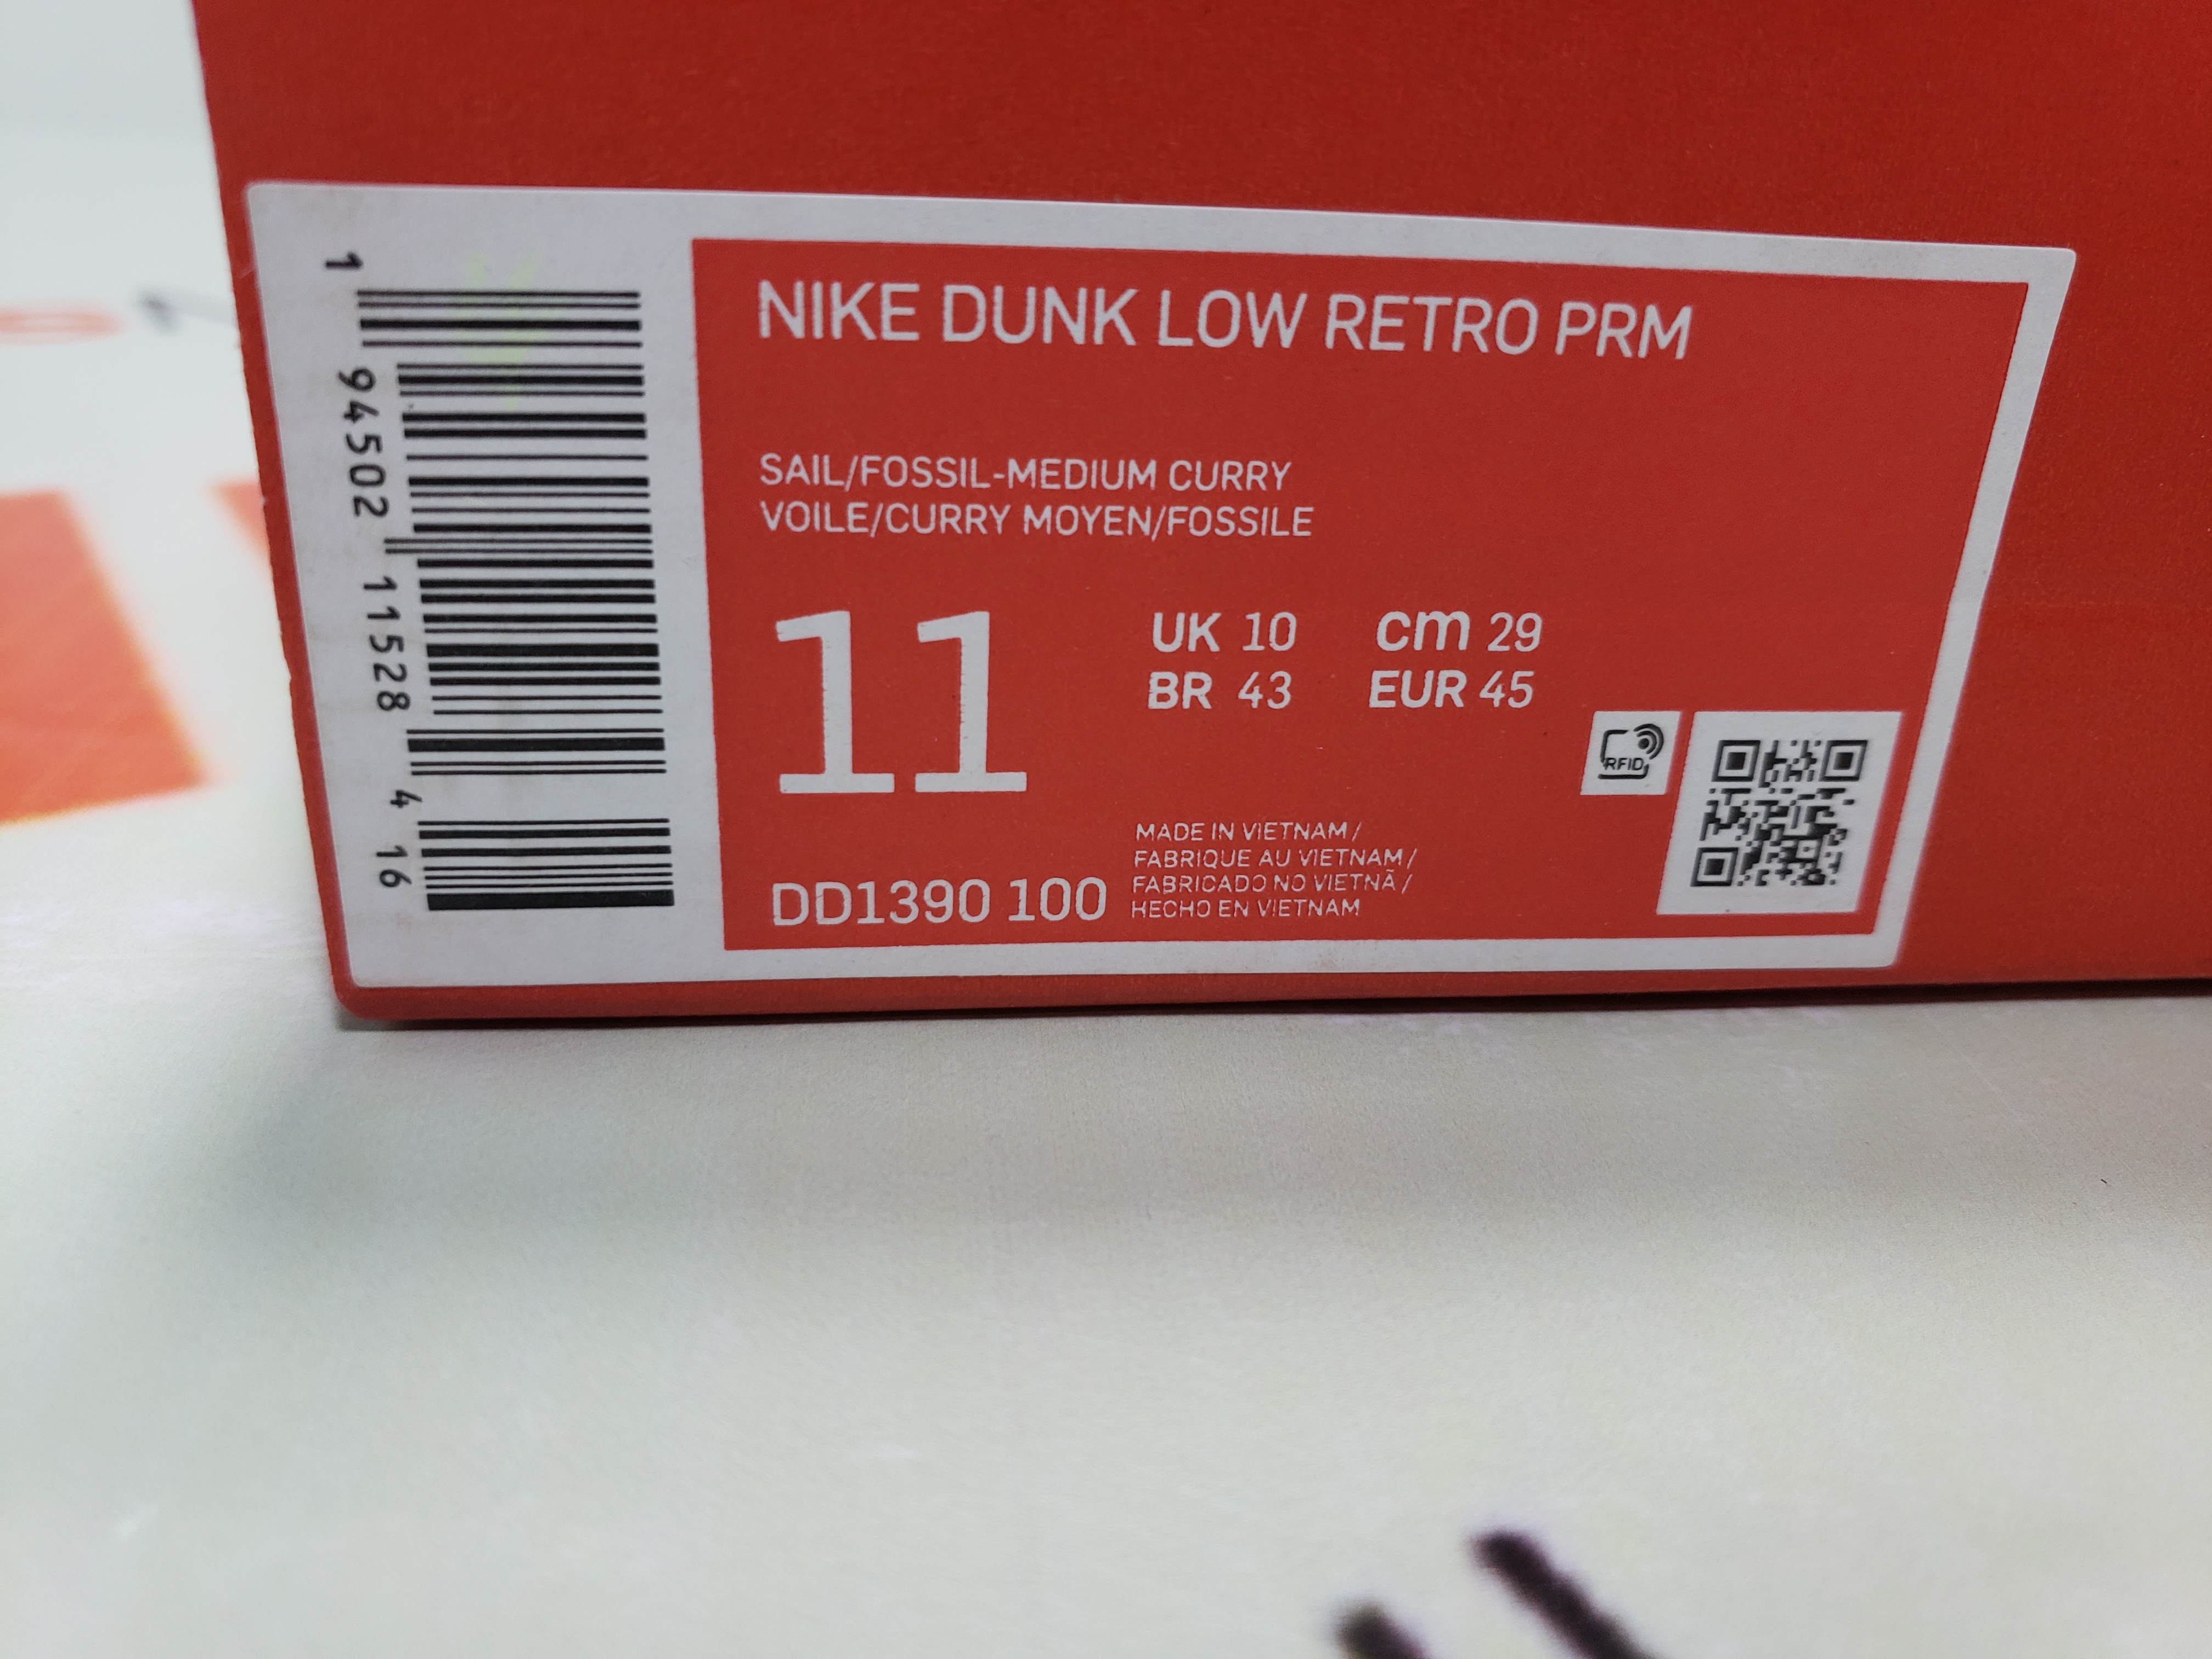 NIKE DUNK LOW RETRO PRM
SAIL/FOSSIL-MEDIUM CURRY
VOILE/CURRY MOYEN/FOSSILE
11
UK 10 cm 29
BR 43 EUR 45
RFID
MADE IN VIETNAM /
FABRIQUE AU VIETNAM /
FABRICADO NO VIETNÃ /
HECHO EN VIETNAM
DD1390 100
1 94502 11528 4 16